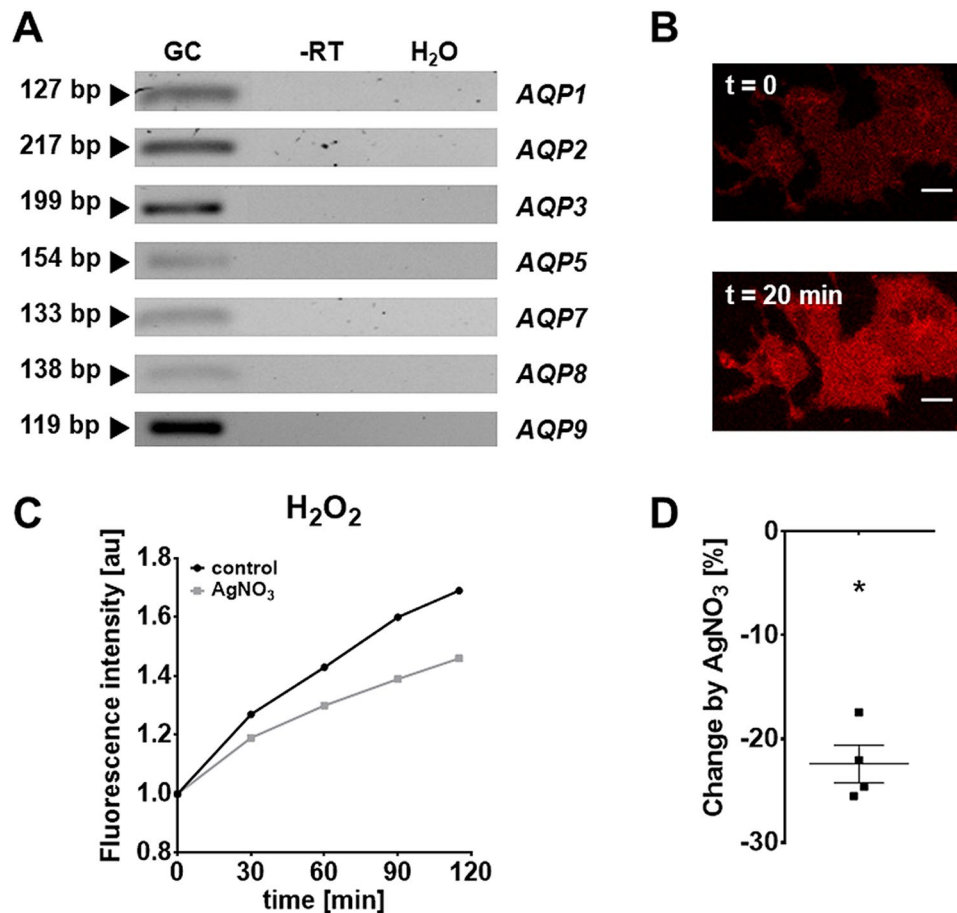 A
GC -RT H₂O
127 bp AQP1
217 bp AQP2
199 bp AQP3
154 bp AQP5
133 bp AQP7
138 bp AQP8
119 bp AQP9
B
t = 0
t = 20 min
C
H₂O₂
Fluorescence intensity [au]
1.8
1.6
1.4
1.2
1.0
0.8
control
AgNO₃
0 30 60 90 120
time [min]
D
Change by AgNO₃ [%]
0
-10
-20
-30
*